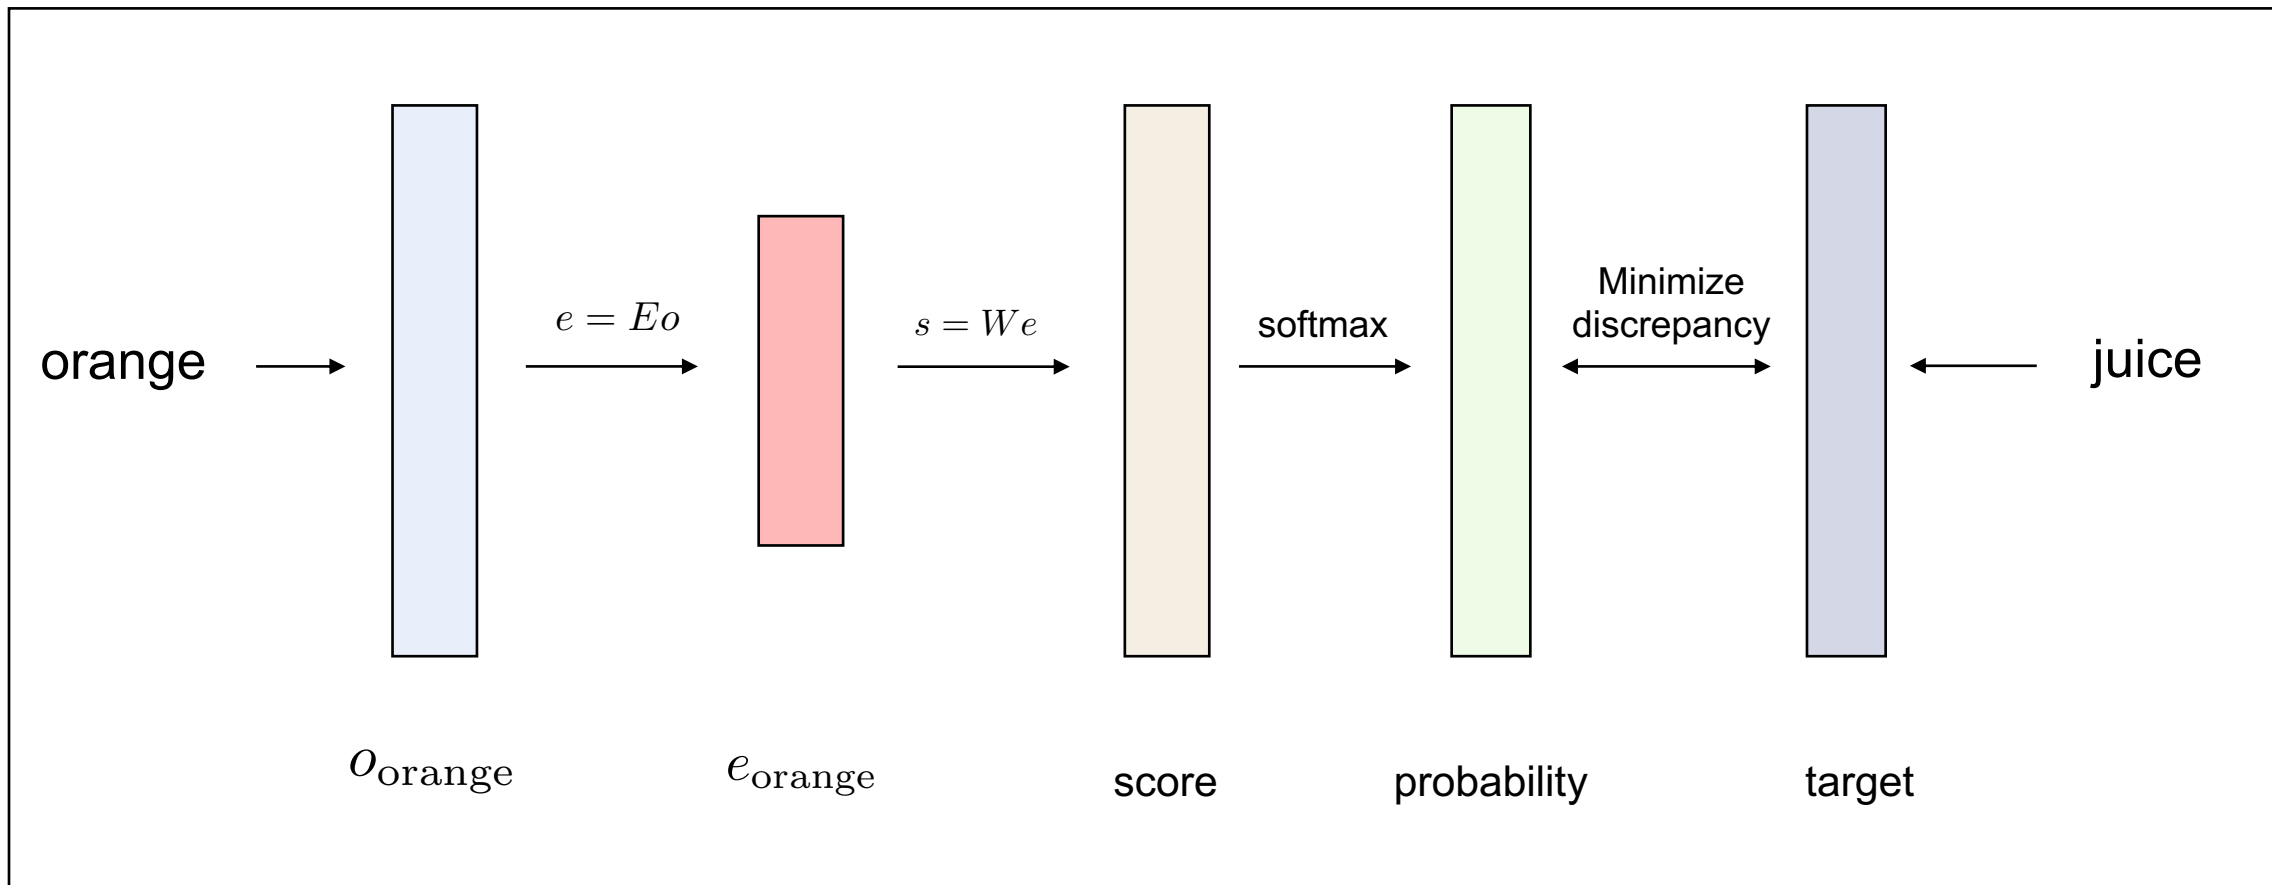 orange
e = Eo
s = We
softmax
Minimize
discrepancy
juice
o_orange
e_orange
score
probability
target